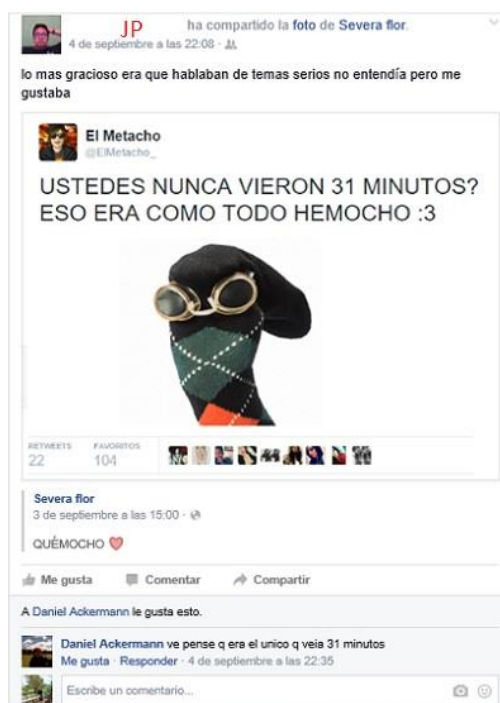 JP ha compartido la foto de Severa flor.
4 de septiembre a las 22:08 ·
lo mas gracioso era que hablaban de temas serios no entendía pero me
gustaba
El Metacho
@ElMetacho_
USTEDES NUNCA VIERON 31 MINUTOS?
ESO ERA COMO TODO HEMOCHO :3
RETWEETS FAVORITOS
22 104
Severa flor
3 de septiembre a las 15:00 ·
QUÉMOCHO
Me gusta Comentar Compartir
A Daniel Ackermann le gusta esto.
Daniel Ackermann ve pense q era el unico q veia 31 minutos
Me gusta · Responder · 4 de septiembre a las 22:35
Escribe un comentario...